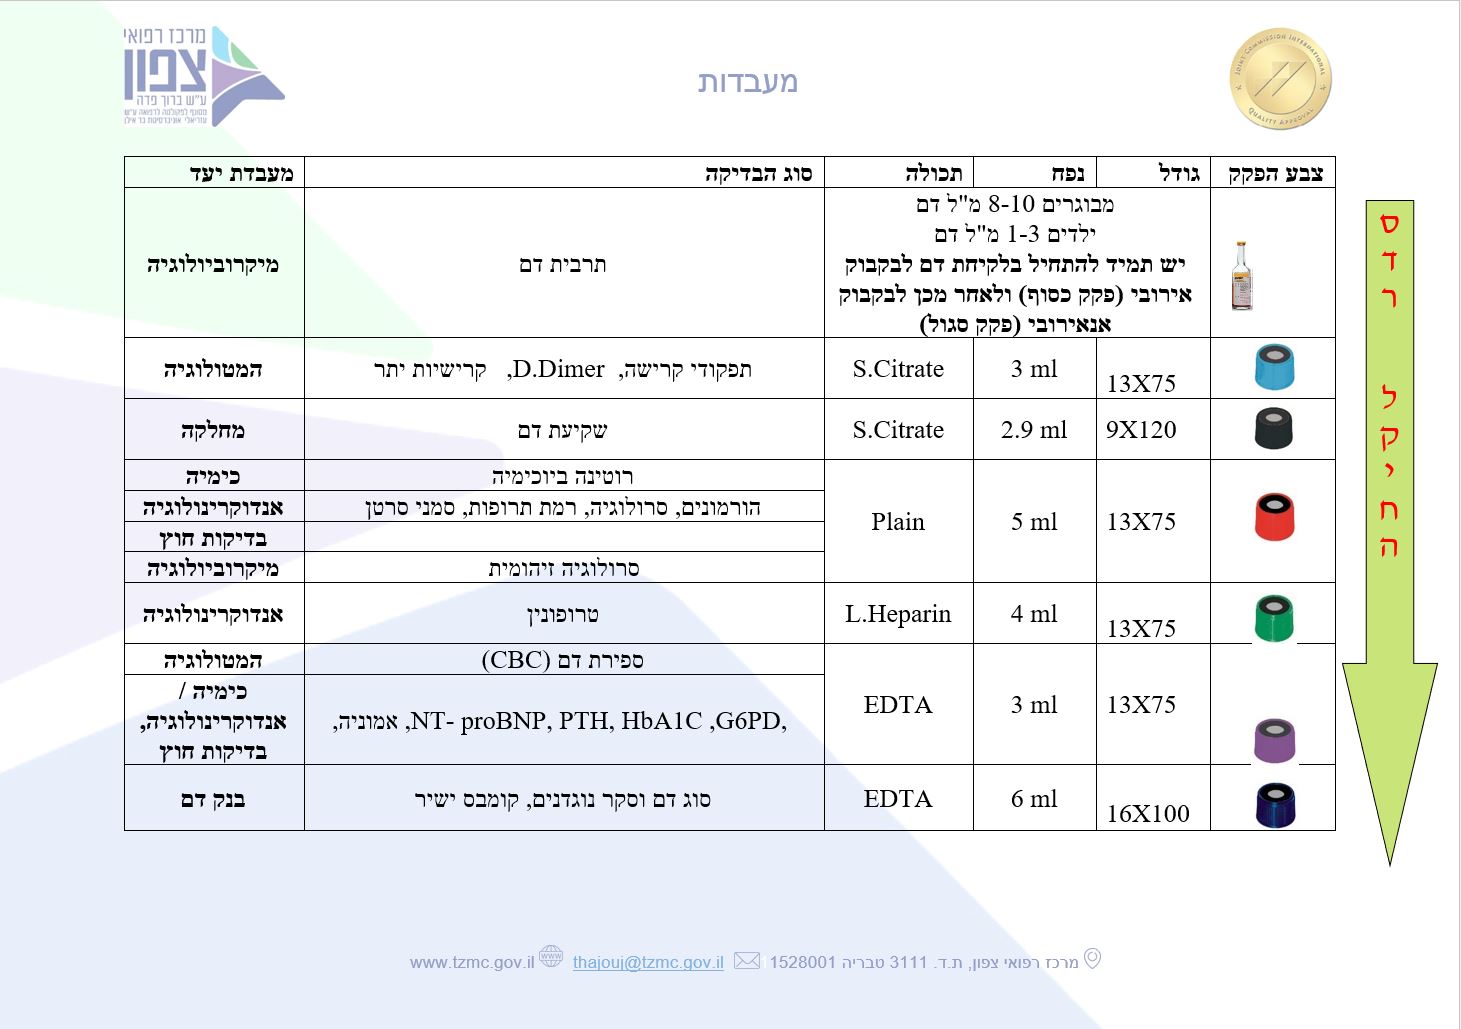 מרכז רפואי
צפון
ע״ש ברוך פדה
מסונף לפקולטה לרפואה ע״ש
עזריאלי אוניברסיטת בר אילן
מעבדות
JOINT COMMISSION INTERNATIONAL
QUALITY APPROVAL
צבע הפקק גודל נפח תכולה סוג הבדיקה מעבדת יעד
מבוגרים 8-10 מ"ל דם
ילדים 1-3 מ"ל דם
יש תמיד להתחיל בלקיחת דם לבקבוק
אירובי (פקק כסוף) ולאחר מכן לבקבוק
אנאירובי (פקק סגול)
תרבית דם
מיקרוביולוגיה
13X75 3 ml S.Citrate תפקודי קרישה, D.Dimer, קרישיות יתר המטולוגיה
9X120 2.9 ml S.Citrate שקיעת דם מחלקה
13X75 5 ml Plain
רוטינה ביוכימיה כימיה
הורמונים, סרולוגיה, רמת תרופות, סמני סרטן אנדוקרינולוגיה
בדיקות חוץ
סרולוגיה זיהומית מיקרוביולוגיה
13X75 4 ml L.Heparin טרופונין אנדוקרינולוגיה
13X75 3 ml EDTA
ספירת דם (CBC) המטולוגיה
,NT- proBNP, PTH, HbA1C ,G6PD, אמוניה,
כימיה /
אנדוקרינולוגיה,
בדיקות חוץ
16X100 6 ml EDTA סוג דם וסקר נוגדנים, קומבס ישיר בנק דם
סדר
לקיחה
מרכז רפואי צפון, ת.ד. 3111 טבריה 1528001 thajouj@tzmc.gov.il www.tzmc.gov.il